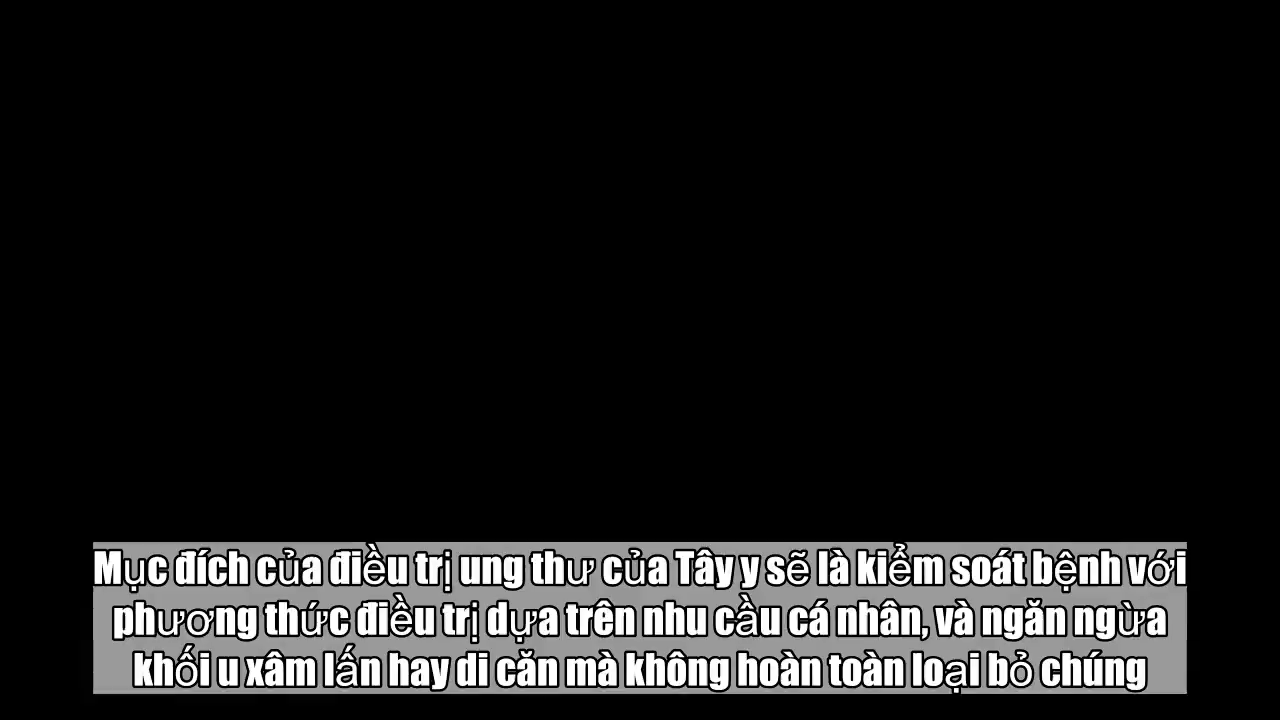 Mục đích của điều trị ung thư của Tây y sẽ là kiểm soát bệnh với
phương thức điều trị dựa trên nhu cầu cá nhân, và ngăn ngừa
khối u xâm lấn hay di căn mà không hoàn toàn loại bỏ chúng